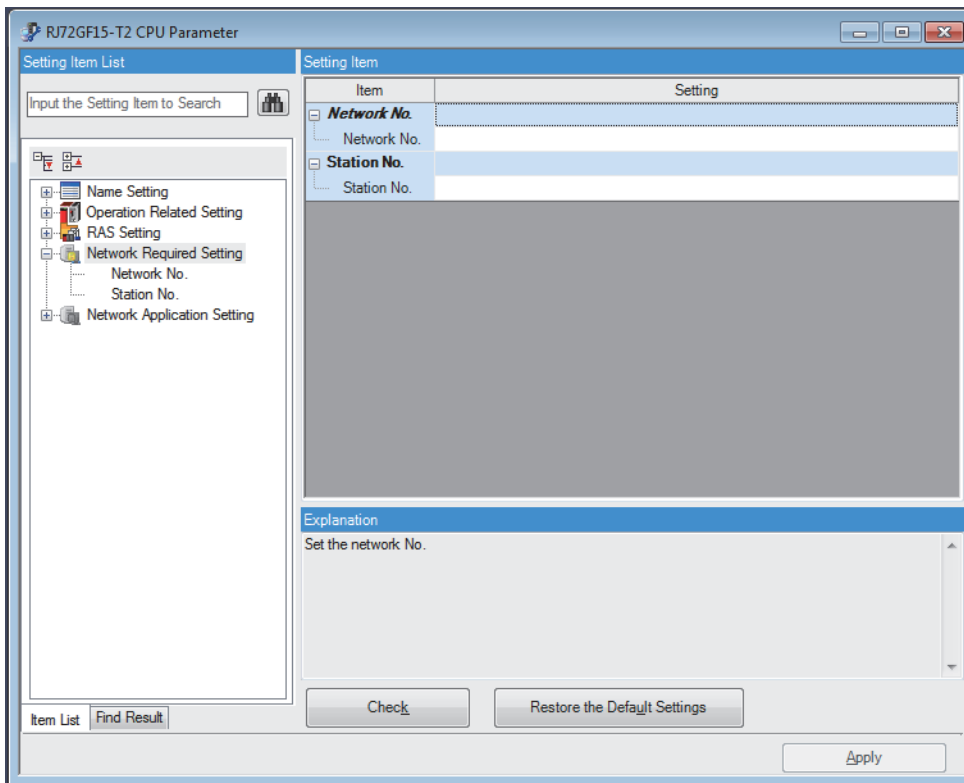 RJ72GF15-T2 CPU Parameter
Setting Item List
Input the Setting Item to Search
Name Setting
Operation Related Setting
RAS Setting
Network Required Setting
Network No.
Station No.
Network Application Setting
Item List Find Result
Setting Item
Item Setting
Network No.
Network No.
Station No.
Station No.
Explanation
Set the network No.
Check Restore the Default Settings
Apply